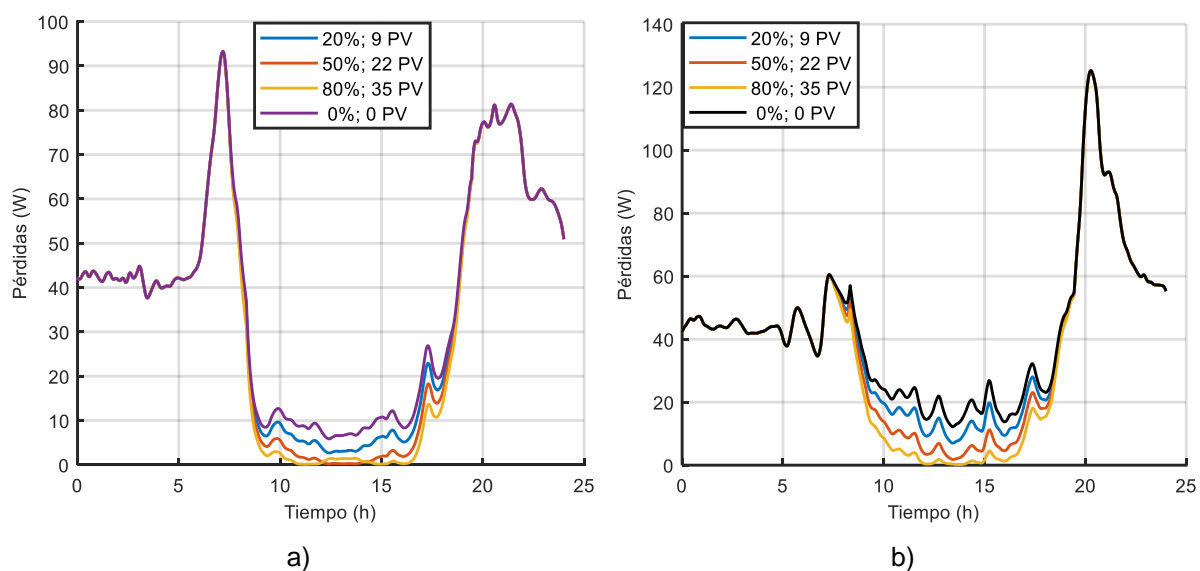 100
90
80
70
60
50
40
30
20
10
0
Pérdidas (W)
20%; 9 PV
50%; 22 PV
80%; 35 PV
0%; 0 PV
0 5 10 15 20 25
Tiempo (h)
a)
140
120
100
80
60
40
20
0
Pérdidas (W)
20%; 9 PV
50%; 22 PV
80%; 35 PV
0%; 0 PV
0 5 10 15 20 25
Tiempo (h)
b)